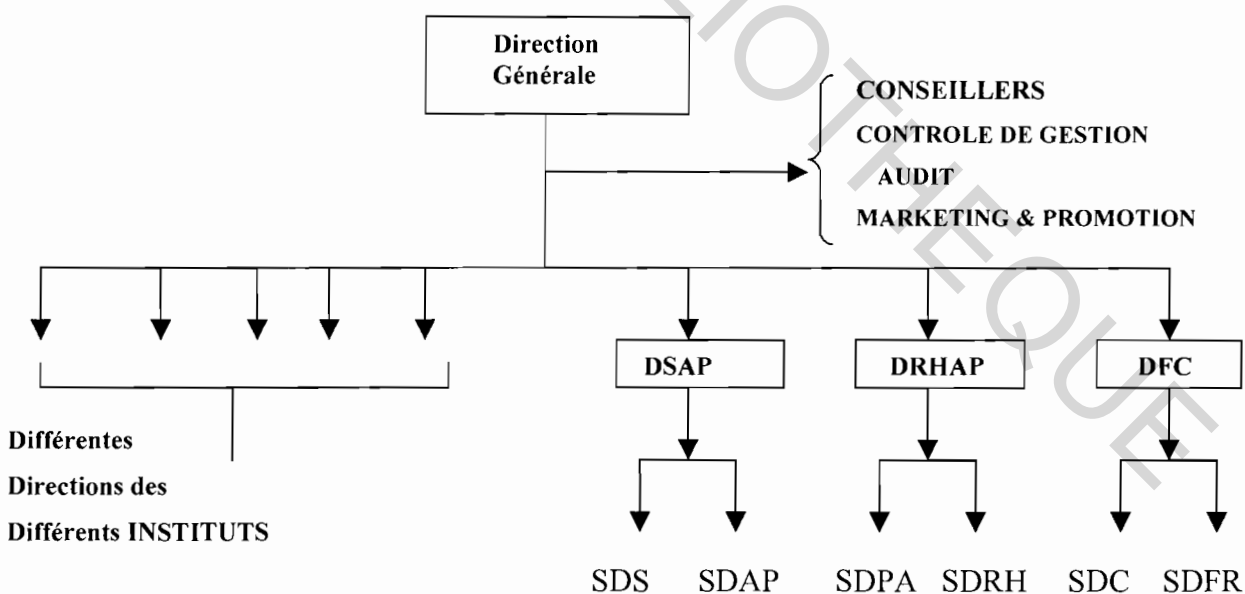 Direction
Générale
CONSEILLERS
CONTROLE DE GESTION
AUDIT
MARKETING & PROMOTION
DSAP
DRHAP
DFC
Différentes
Directions des
Différents INSTITUTS
SDS
SDAP
SDPA
SDRH
SDC
SDFR